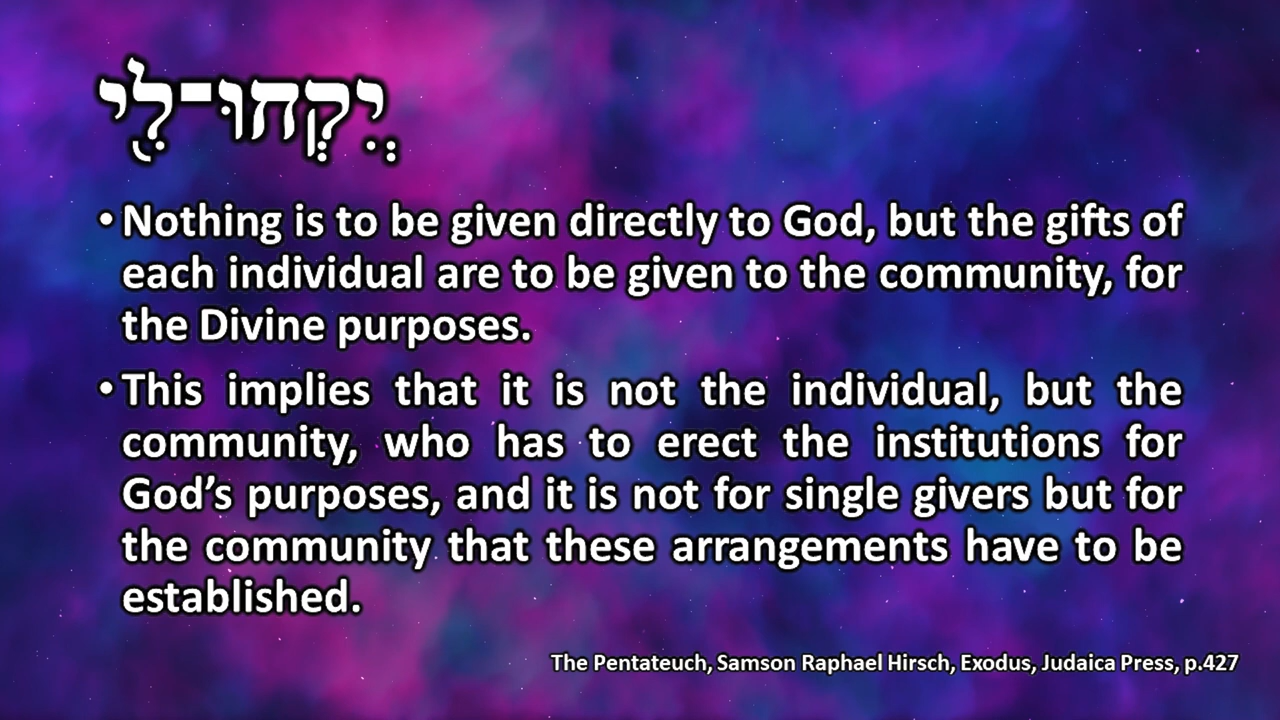 ְיִקְחוּ־לִ֖י
• Nothing is to be given directly to God, but the gifts of
each individual are to be given to the community, for
the Divine purposes.
• This implies that it is not the individual, but the
community, who has to erect the institutions for
God’s purposes, and it is not for single givers but for
the community that these arrangements have to be
established.
The Pentateuch, Samson Raphael Hirsch, Exodus, Judaica Press, p.427